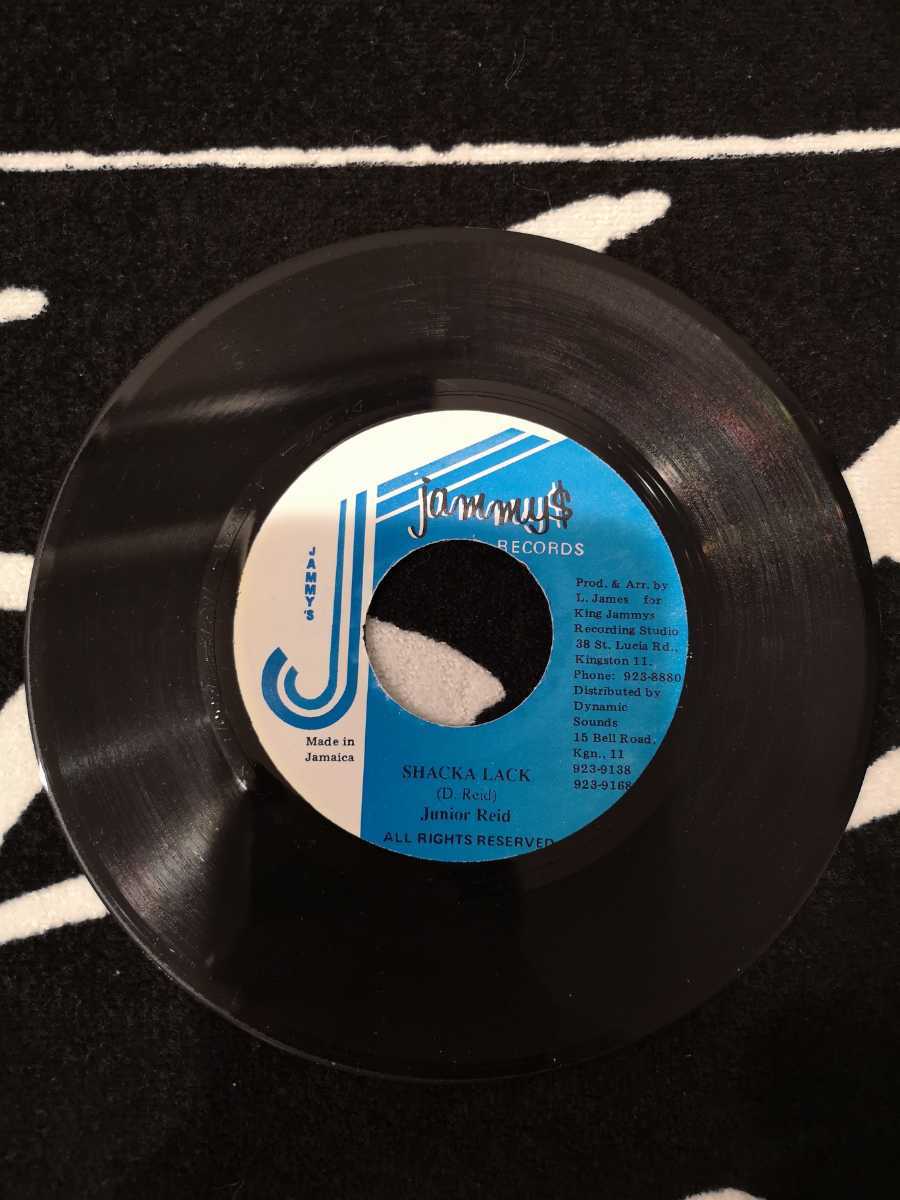 jammy$
RECORDS
JAMMY'S
Prod. & Arr. by
L. James for
King Jammys
Recording Studio
38 St. Lucia Rd.,
Kingston 11.
Phone: 923-8880
Distributed by
Dynamic
Sounds
15 Bell Road,
Kgn., 11
923-9138
923-9168
Made in
Jamaica
SHACKA LACK
(D. Reid)
Junior Reid
ALL RIGHTS RESERVED